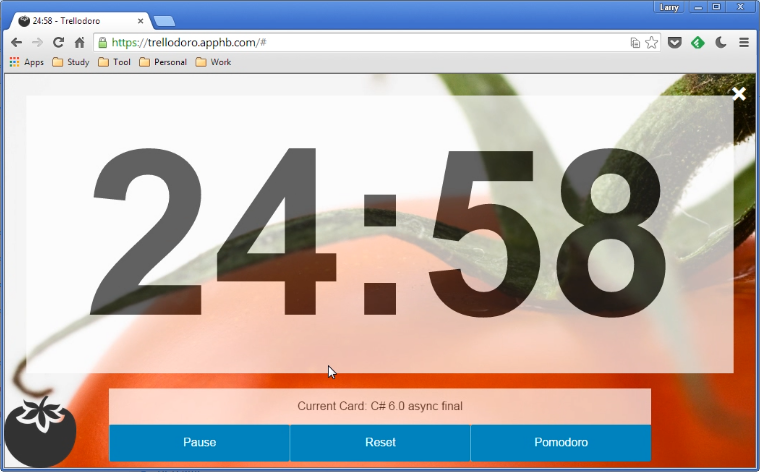 Larry
24:58 - Trellodoro
https://trellodoro.apphb.com/#
Apps Study Tool Personal Work
24:58
Current Card: C# 6.0 async final
Pause Reset Pomodoro